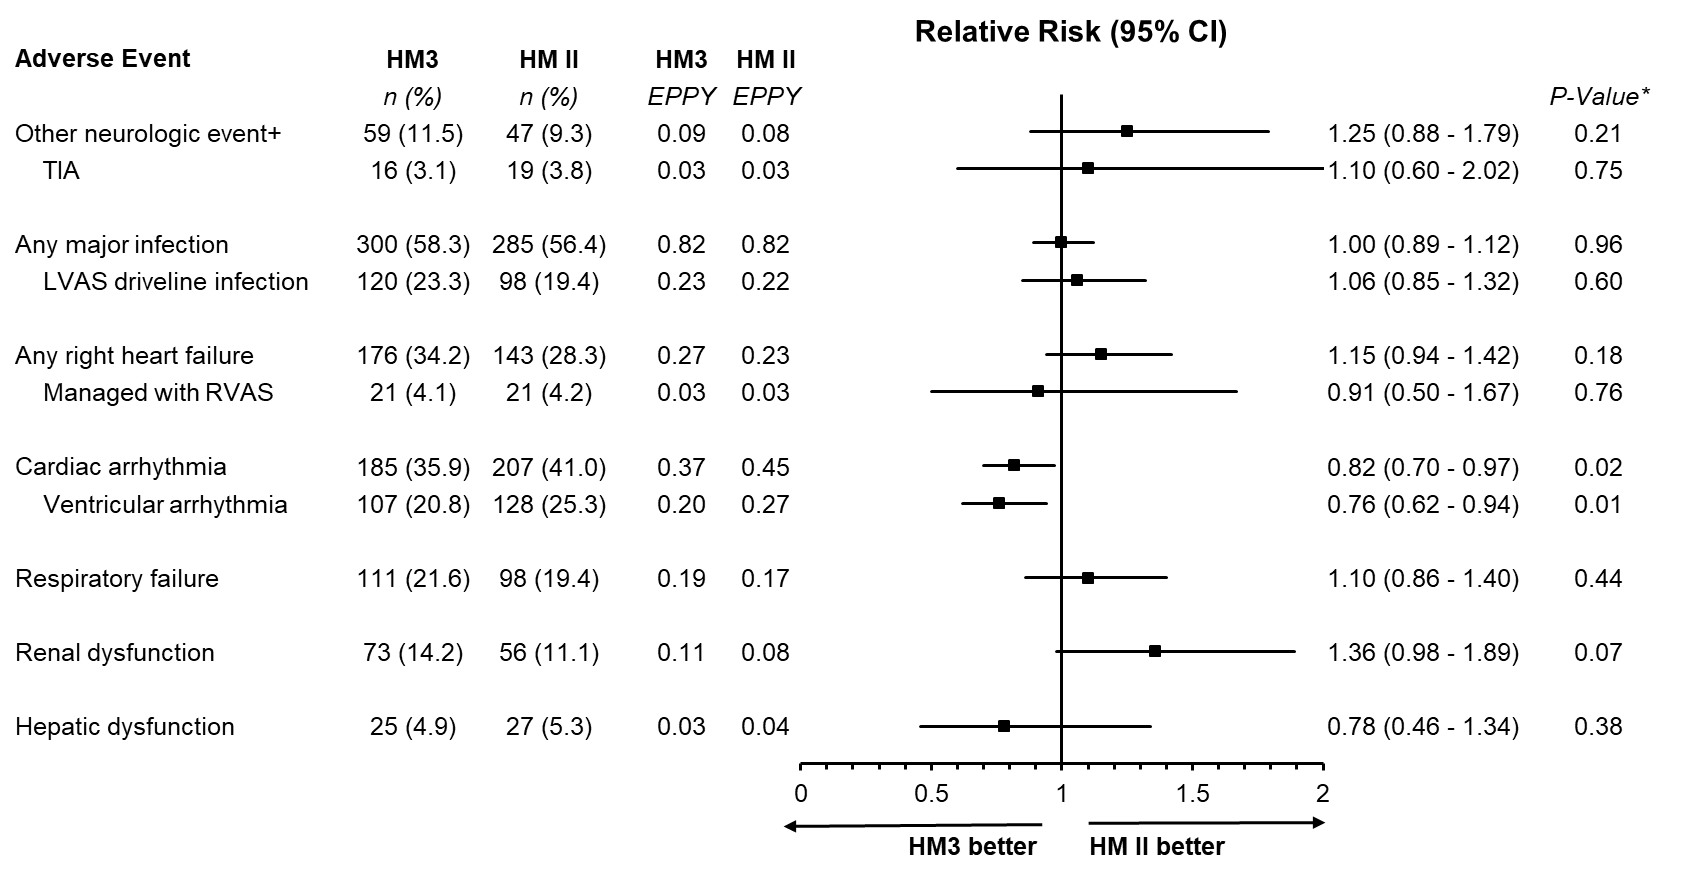 Relative Risk (95% CI)
Adverse Event HM3 HM II HM3 HM II
n (%) n (%) EPPY EPPY P-Value*
Other neurologic event+ 59 (11.5) 47 (9.3) 0.09 0.08 1.25 (0.88 - 1.79) 0.21
TIA 16 (3.1) 19 (3.8) 0.03 0.03 1.10 (0.60 - 2.02) 0.75
Any major infection 300 (58.3) 285 (56.4) 0.82 0.82 1.00 (0.89 - 1.12) 0.96
LVAS driveline infection 120 (23.3) 98 (19.4) 0.23 0.22 1.06 (0.85 - 1.32) 0.60
Any right heart failure 176 (34.2) 143 (28.3) 0.27 0.23 1.15 (0.94 - 1.42) 0.18
Managed with RVAS 21 (4.1) 21 (4.2) 0.03 0.03 0.91 (0.50 - 1.67) 0.76
Cardiac arrhythmia 185 (35.9) 207 (41.0) 0.37 0.45 0.82 (0.70 - 0.97) 0.02
Ventricular arrhythmia 107 (20.8) 128 (25.3) 0.20 0.27 0.76 (0.62 - 0.94) 0.01
Respiratory failure 111 (21.6) 98 (19.4) 0.19 0.17 1.10 (0.86 - 1.40) 0.44
Renal dysfunction 73 (14.2) 56 (11.1) 0.11 0.08 1.36 (0.98 - 1.89) 0.07
Hepatic dysfunction 25 (4.9) 27 (5.3) 0.03 0.04 0.78 (0.46 - 1.34) 0.38
0 0.5 1 1.5 2
HM3 better HM II better